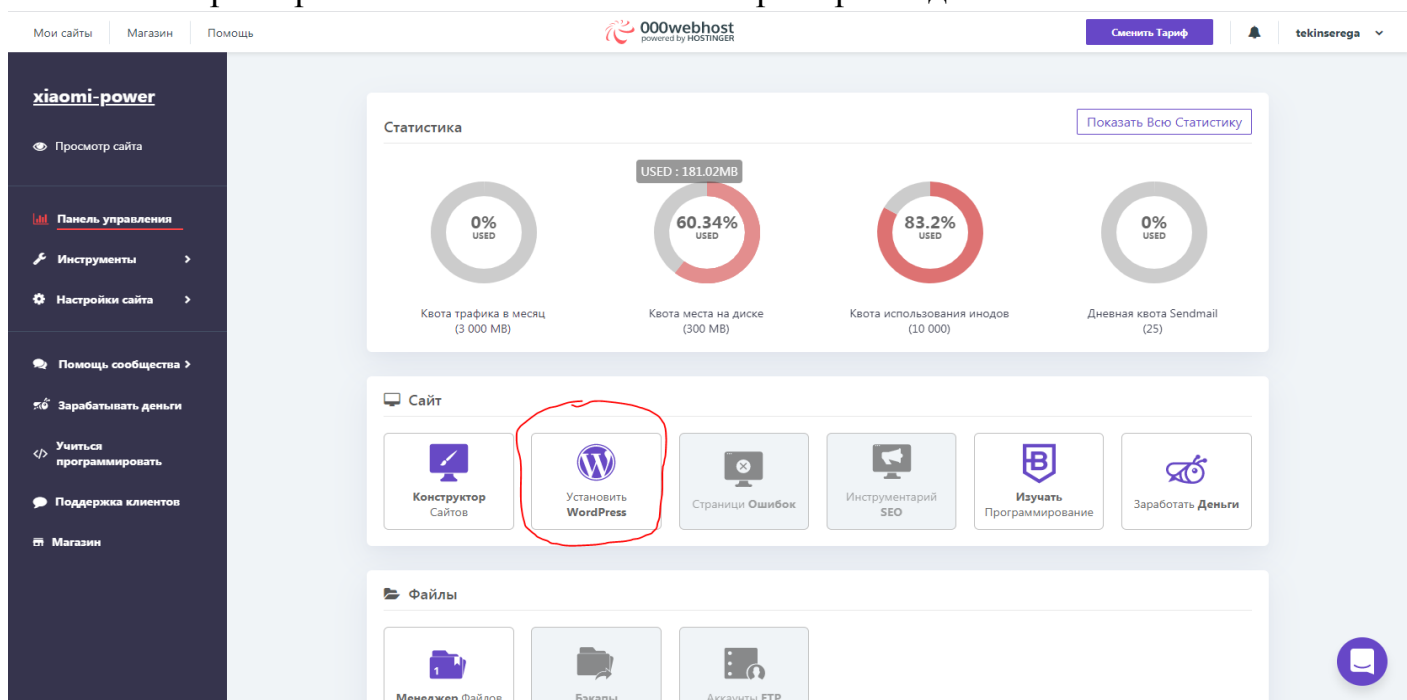 Мои сайты Магазин Помощь
000webhost
powered by HOSTINGER
Сменить Тариф
tekinserega
xiaomi-power
Просмотр сайта
Панель управления
Инструменты
Настройки сайта
Помощь сообщества
Зарабатывать деньги
Учиться
программировать
Поддержка клиентов
Магазин
Статистика
Показать Всю Статистику
USED : 181.02MB
0%
USED
60.34%
USED
83.2%
USED
0%
USED
Квота трафика в месяц
(3 000 MB)
Квота места на диске
(300 MB)
Квота использования инодов
(10 000)
Дневная квота Sendmail
(25)
Сайт
Конструктор
Сайтов
Установить
WordPress
Страници Ошибок
Инструментарий
SEO
Изучать
Программирование
Заработать Деньги
Файлы
1
Менеджер Файлов
Бэкапы
Аккаунты FTP